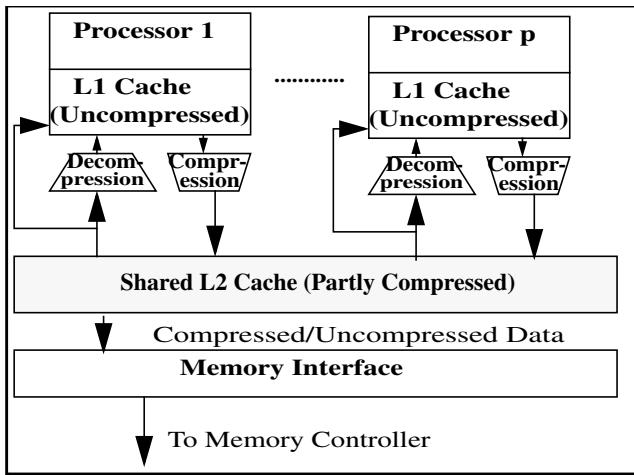 Processor 1
L1 Cache
(Uncompressed)
Decom-
pression
Compr-
ession
............
Processor p
L1 Cache
(Uncompressed)
Decom-
pression
Compr-
ession
Shared L2 Cache (Partly Compressed)
Compressed/Uncompressed Data
Memory Interface
To Memory Controller